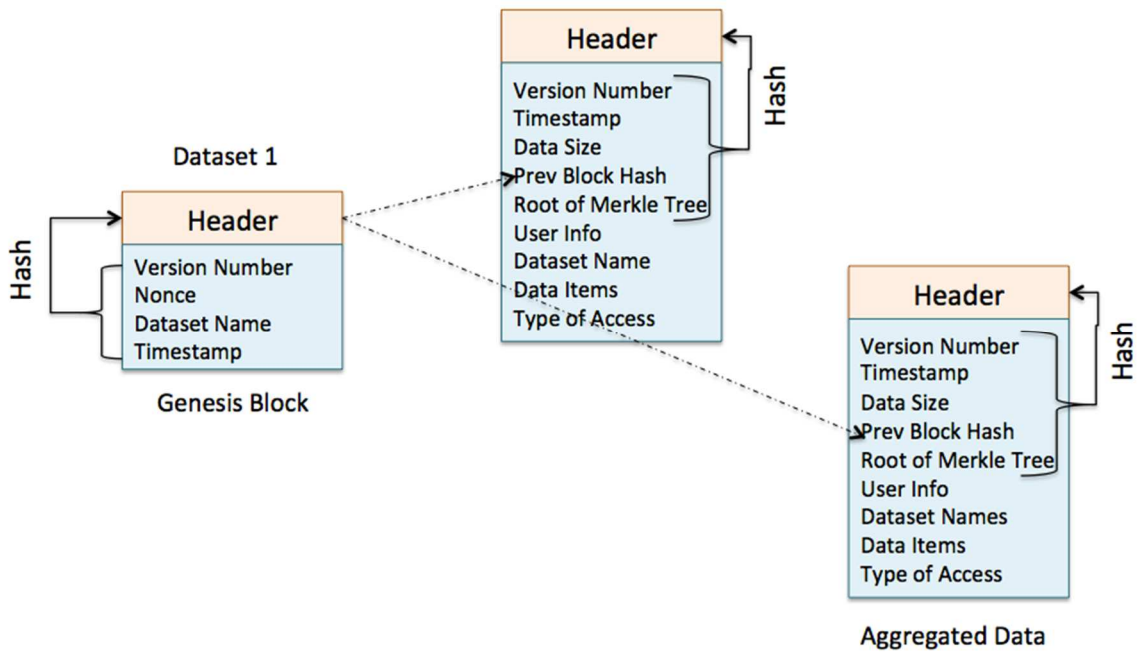 Dataset 1
Header
Hash
Version Number
Nonce
Dataset Name
Timestamp
Genesis Block
Header
Hash
Version Number
Timestamp
Data Size
Prev Block Hash
Root of Merkle Tree
User Info
Dataset Name
Data Items
Type of Access
Header
Hash
Version Number
Timestamp
Data Size
Prev Block Hash
Root of Merkle Tree
User Info
Dataset Names
Data Items
Type of Access
Aggregated Data